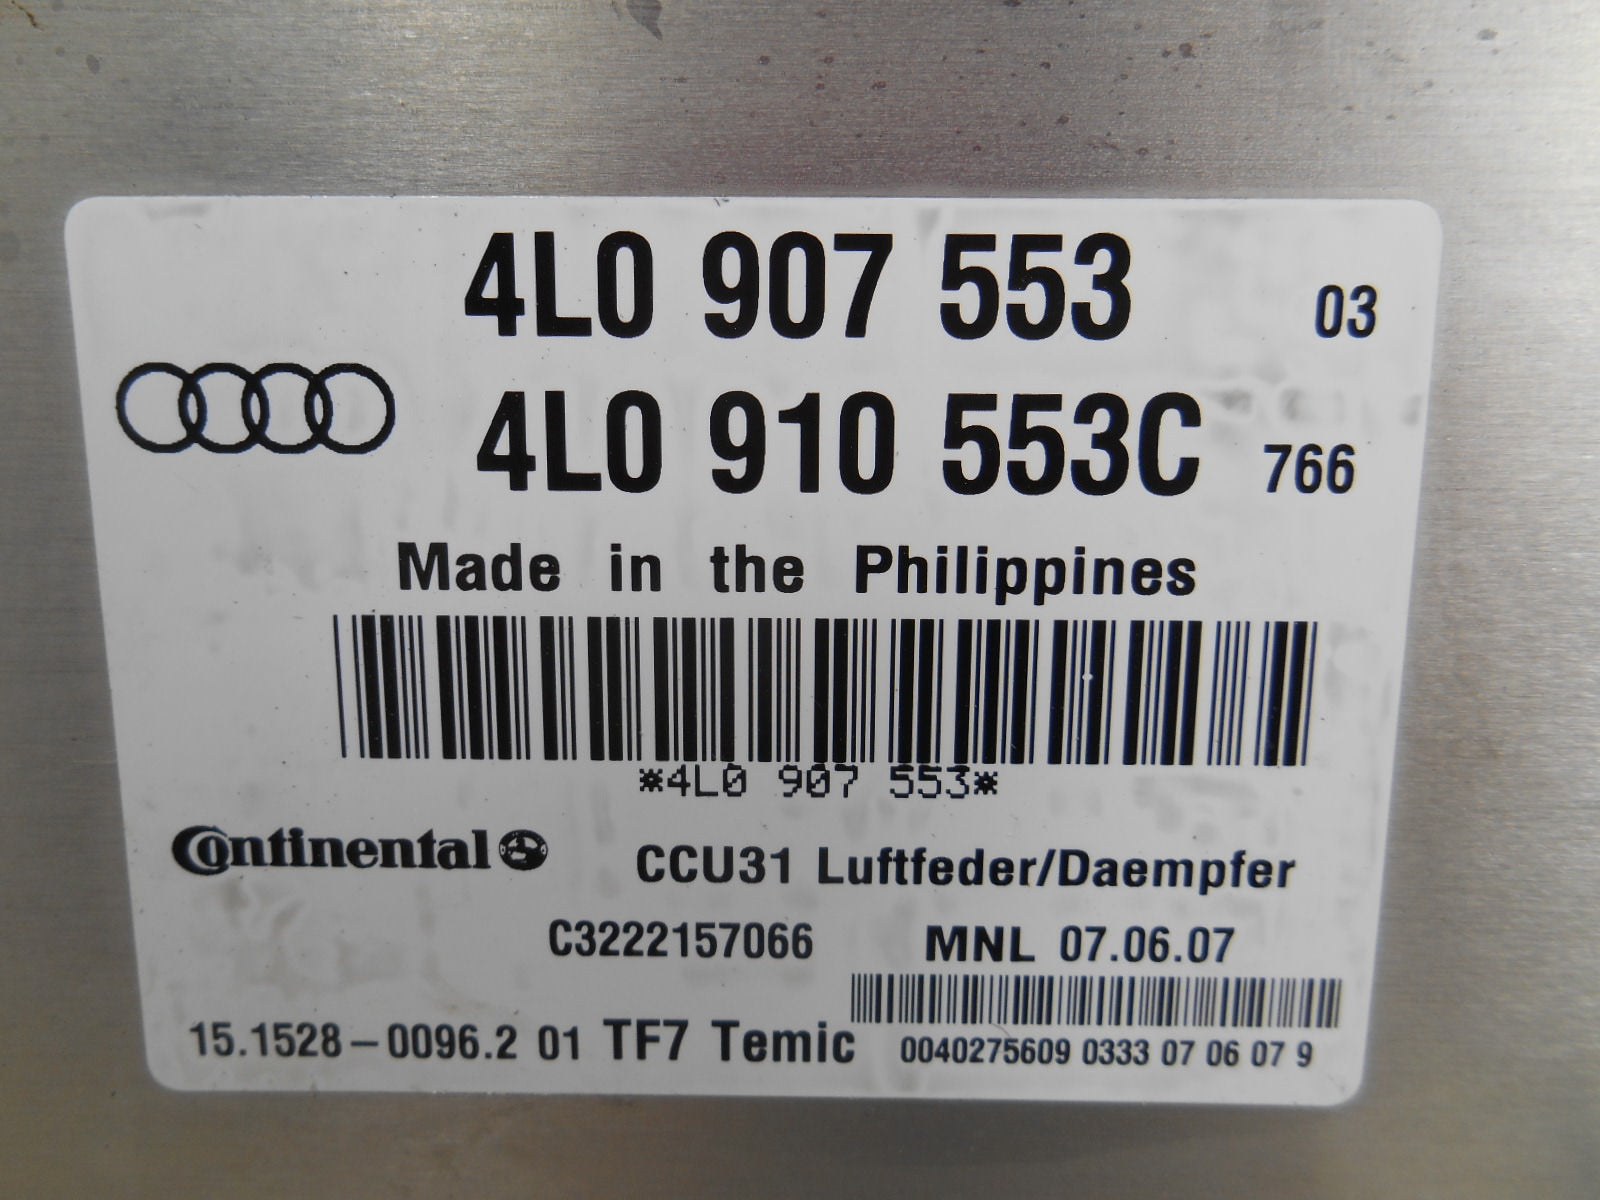 4L0 907 553 03
4L0 910 553C 766
Made in the Philippines
*4L0 907 553*
Continental CCU31 Luftfeder/Daempfer
C3222157066 MNL 07.06.07
15.1528-0096.2 01 TF7 Temic 0040275609 0333 07 06 07 9